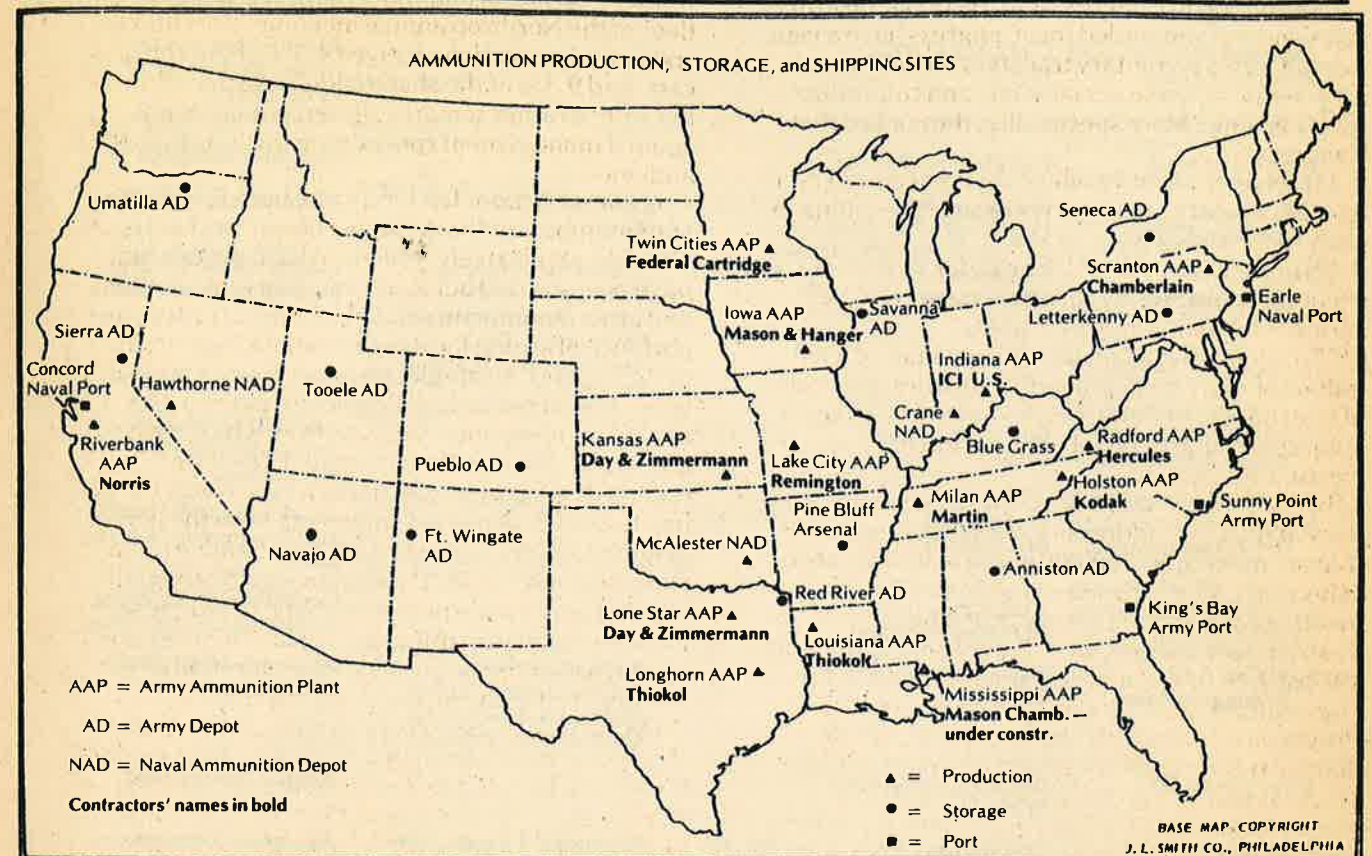 AMMUNITION PRODUCTION, STORAGE, and SHIPPING SITES
Umatilla AD
Sierra AD
Concord
Naval Port
Hawthorne NAD
Riverbank
AAP
Norris
Tooele AD
Pueblo AD
Navajo AD
Ft. Wingate
AD
Twin Cities AAP
Federal Cartridge
Iowa AAP
Mason & Hanger
Savanna
AD
Indiana AAP
ICI U.S.
Crane
NAD
Blue Grass
Kansas AAP
Day & Zimmermann
Lake City AAP
Remington
Pine Bluff
Arsenal
McAlester NAD
Red River AD
Lone Star AAP
Day & Zimmermann
Longhorn AAP
Thiokol
Louisiana AAP
Thiokol
Milan AAP
Martin
Anniston AD
Mississippi AAP
Mason Chamb.—
under constr.
Seneca AD
Scranton AAP
Chamberlain
Letterkenny AD
Earle
Naval Port
Radford AAP
Hercules
Holston AAP
Kodak
Sunny Point
Army Port
King's Bay
Army Port
AAP = Army Ammunition Plant
AD = Army Depot
NAD = Naval Ammunition Depot
Contractors' names in bold
▲ = Production
● = Storage
■ = Port
BASE MAP COPYRIGHT
J. L. SMITH CO., PHILADELPHIA